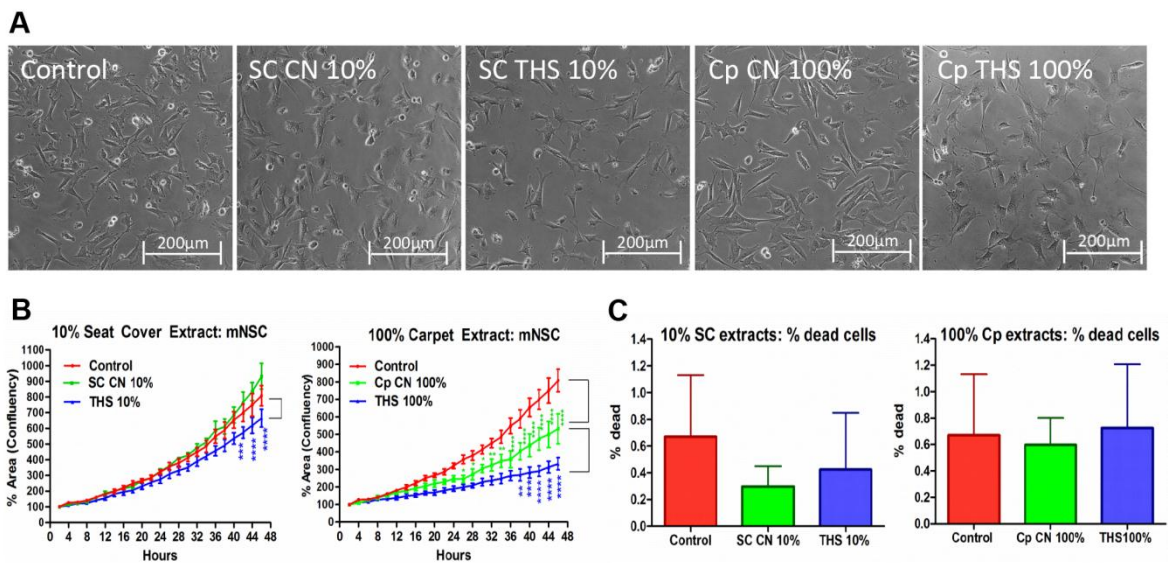 A
Control
SC CN 10%
SC THS 10%
Cp CN 100%
Cp THS 100%
200µm
200µm
200µm
200µm
200µm
B
10% Seat Cover Extract: mNSC
% Area (Confluency)
1100
1000
900
800
700
600
500
400
300
200
100
0
Control
SC CN 10%
THS 10%
***
****
****
0 4 8 12 16 20 24 28 32 36 40 44 48
Hours
100% Carpet Extract: mNSC
% Area (Confluency)
1000
900
800
700
600
500
400
300
200
100
0
Control
Cp CN 100%
THS 100%
0 4 8 12 16 20 24 28 32 36 40 44 48
Hours
C
10% SC extracts: % dead cells
% dead
1.4
1.2
1.0
0.8
0.6
0.4
0.2
0.0
Control
SC CN 10%
THS 10%
100% Cp extracts: % dead cells
% dead
1.4
1.2
1.0
0.8
0.6
0.4
0.2
0.0
Control
Cp CN 100%
THS100%